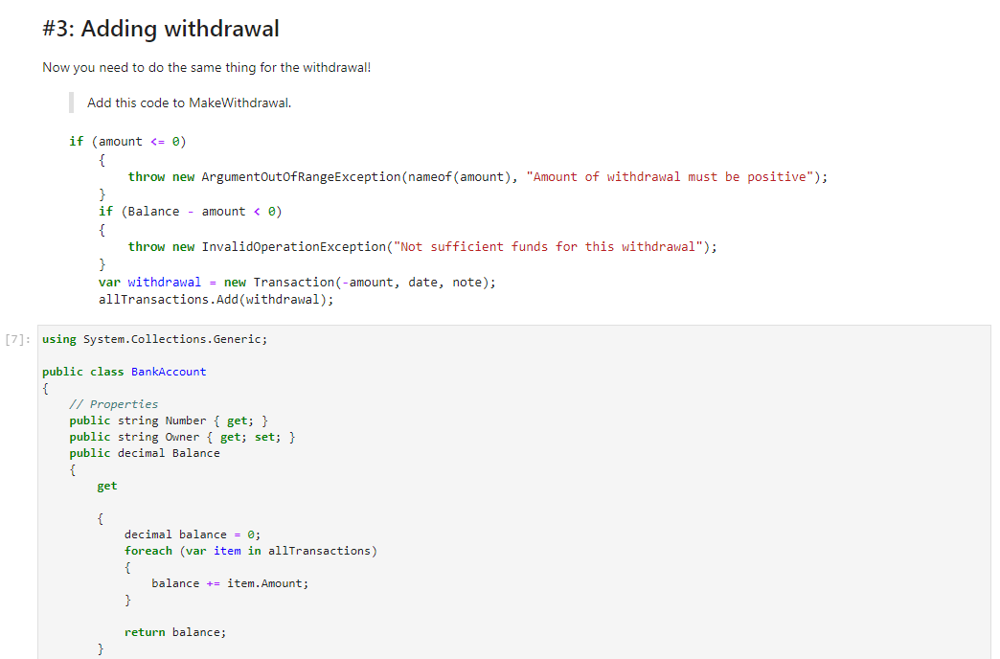 #3: Adding withdrawal
Now you need to do the same thing for the withdrawal!
Add this code to MakeWithdrawal.
if (amount <= 0)
{
throw new ArgumentOutOfRangeException(nameof(amount), "Amount of withdrawal must be positive");
}
if (Balance - amount < 0)
{
throw new InvalidOperationException("Not sufficient funds for this withdrawal");
}
var withdrawal = new Transaction(-amount, date, note);
allTransactions.Add(withdrawal);
[7]: using System.Collections.Generic;
public class BankAccount
{
// Properties
public string Number { get; }
public string Owner { get; set; }
public decimal Balance
{
get
{
decimal balance = 0;
foreach (var item in allTransactions)
{
balance += item.Amount;
}
return balance;
}